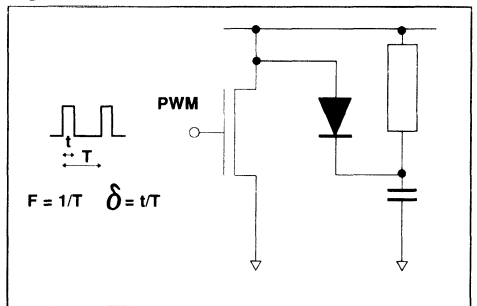 PWM
t
T
F = 1/T δ = t/T